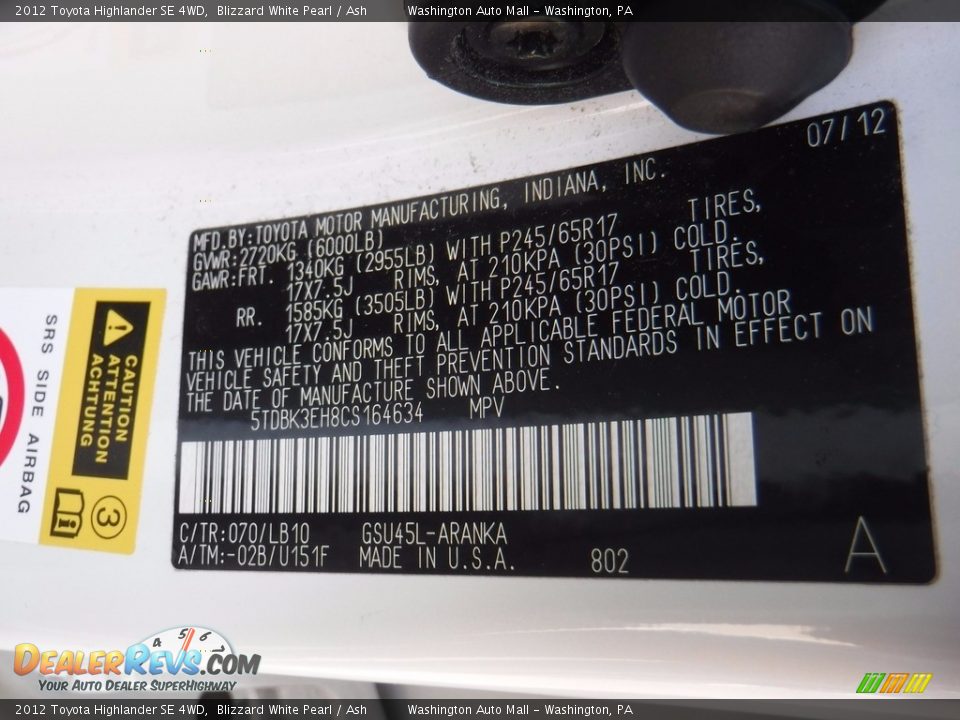 2012 Toyota Highlander SE 4WD, Blizzard White Pearl / Ash Washington Auto Mall - Washington, PA
07/12
MFD.BY:TOYOTA MOTOR MANUFACTURING, INDIANA, INC.
GVWR:2720KG (6000LB)
GAWR:FRT. 1340KG (2955LB) WITH P245/65R17 TIRES,
17X7.5J RIMS, AT 210KPA (30PSI) COLD.
RR. 1585KG (3505LB) WITH P245/65R17 TIRES,
17X7.5J RIMS, AT 210KPA (30PSI) COLD.
THIS VEHICLE CONFORMS TO ALL APPLICABLE FEDERAL MOTOR
VEHICLE SAFETY AND THEFT PREVENTION STANDARDS IN EFFECT ON
THE DATE OF MANUFACTURE SHOWN ABOVE.
5TDBK3EH8CS164634 MPV
C/TR:070/LB10 GSU45L-ARANKA
A/TM:-02B/U151F MADE IN U.S.A. 802
A
CAUTION
ATTENTION
ACHTUNG
3
SRS SIDE AIRBAG
4 5 6
DEALERREVS.COM
YOUR AUTO DEALER SUPERHIGHWAY
2012 Toyota Highlander SE 4WD, Blizzard White Pearl / Ash Washington Auto Mall - Washington, PA